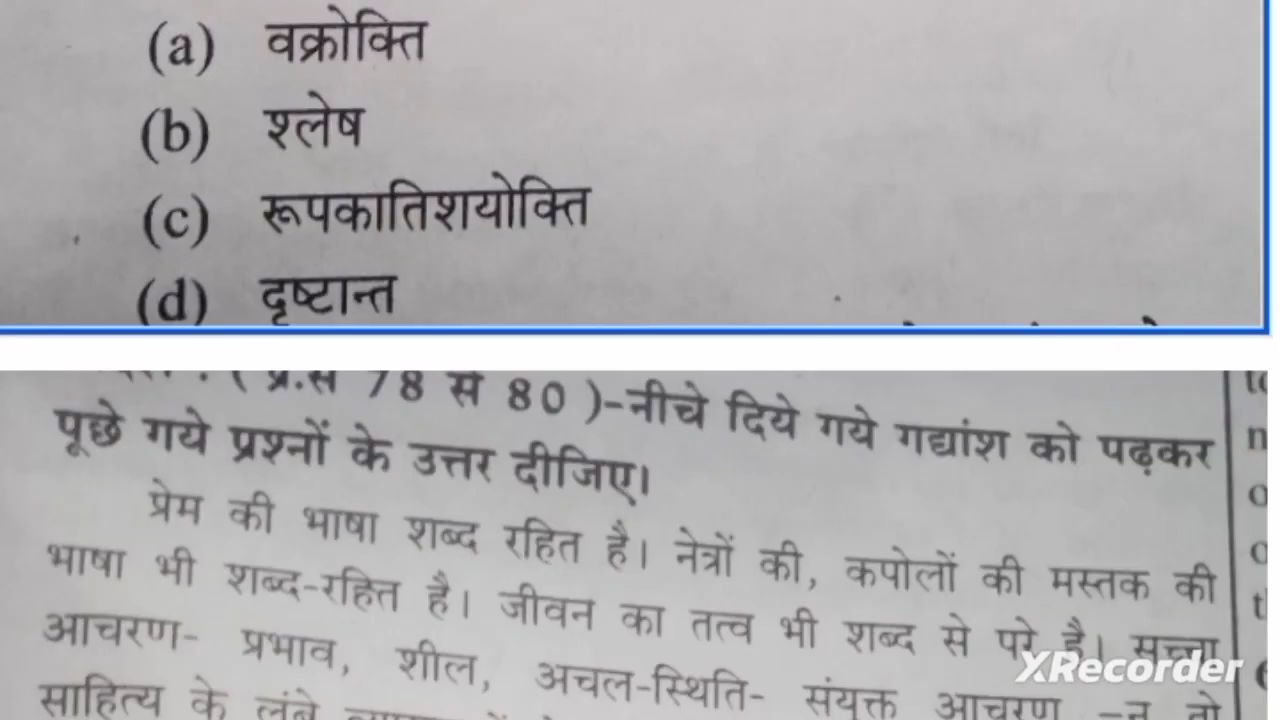 (a) वक्रोक्ति
(b) श्लेष
(c) रूपकातिशयोक्ति
(d) दृष्टान्त
(प्र.स 78 से 80 )-नीचे दिये गये गद्यांश को पढ़कर
पूछे गये प्रश्नों के उत्तर दीजिए।
प्रेम की भाषा शब्द रहित है। नेत्रों की, कपोलों की मस्तक की
भाषा भी शब्द-रहित है। जीवन का तत्व भी शब्द से परे है। सच्चा
आचरण- प्रभाव, शील, अचल-स्थिति- संयुक्त आचरण -न तो
साहित्य के लंबे
XRecorder